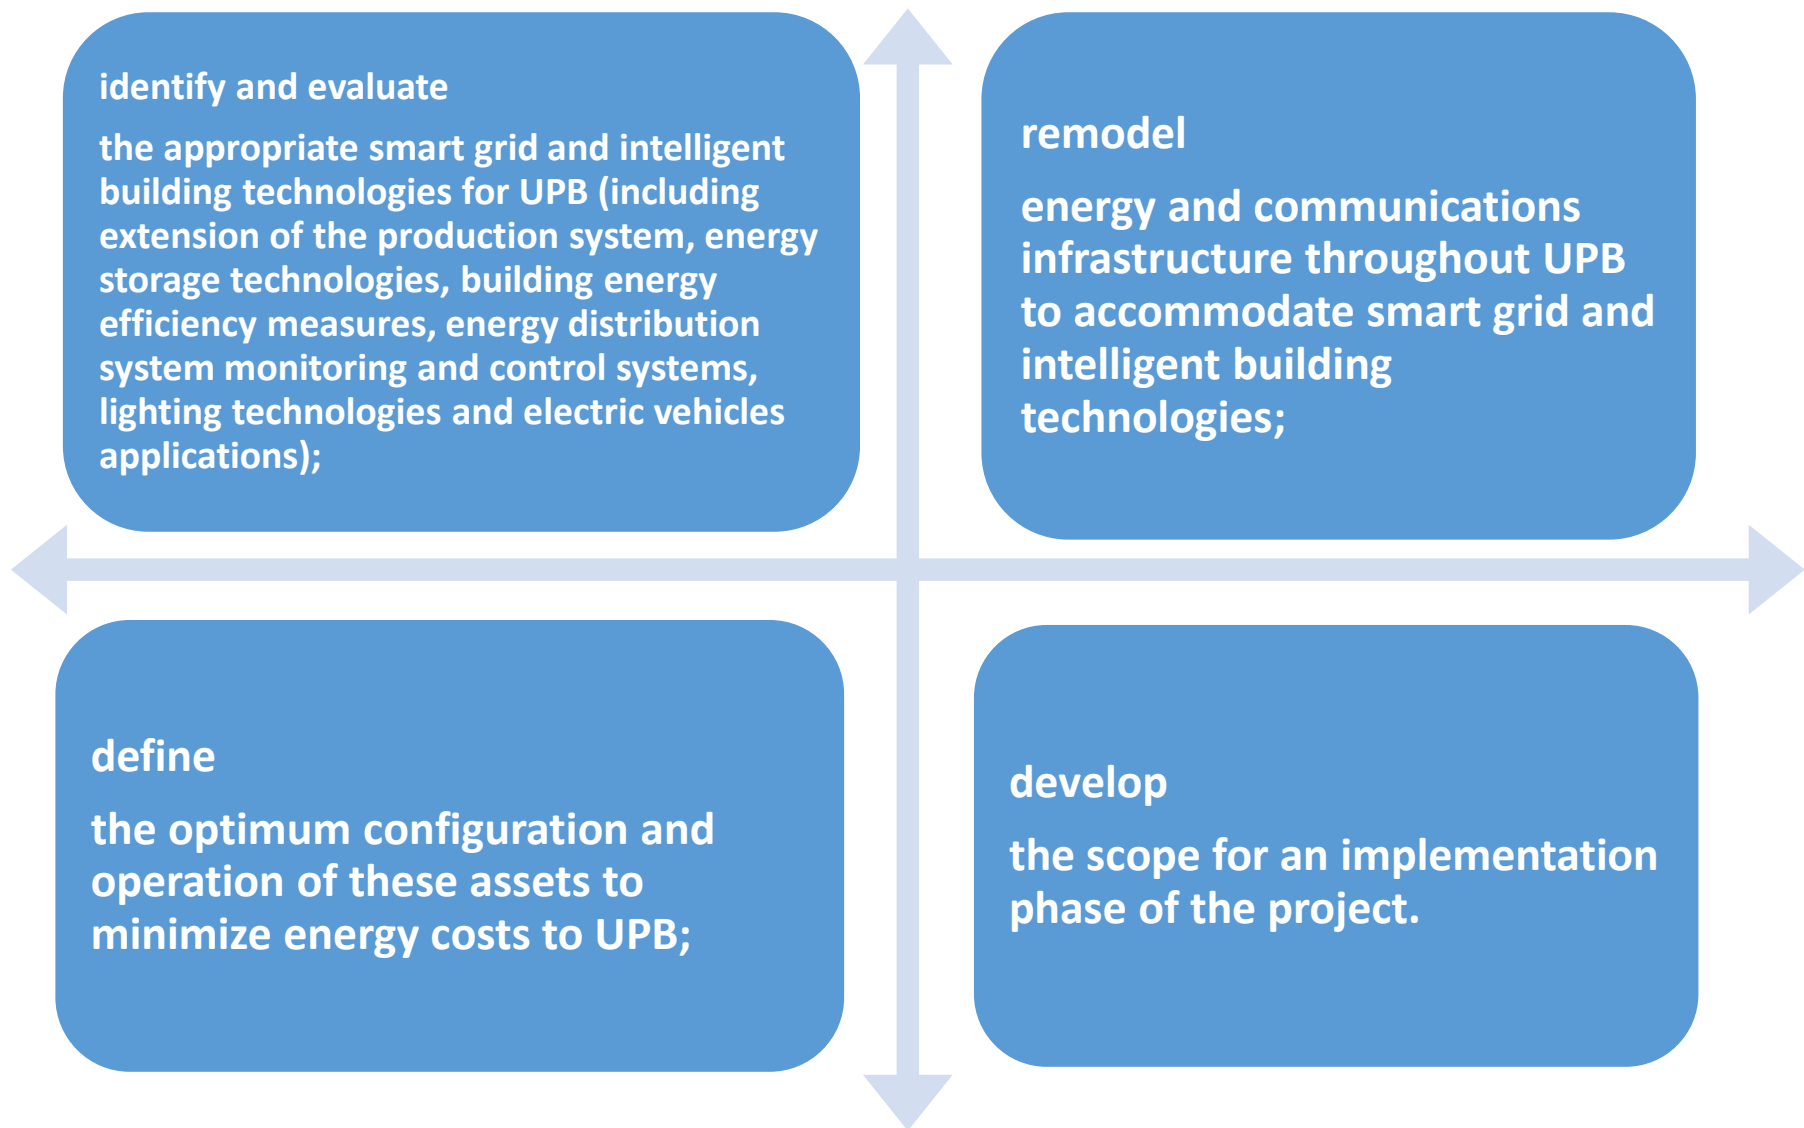 identify and evaluate
the appropriate smart grid and intelligent
building technologies for UPB (including
extension of the production system, energy
storage technologies, building energy
efficiency measures, energy distribution
system monitoring and control systems,
lighting technologies and electric vehicles
applications);
remodel
energy and communications
infrastructure throughout UPB
to accommodate smart grid and
intelligent building
technologies;
define
the optimum configuration and
operation of these assets to
minimize energy costs to UPB;
develop
the scope for an implementation
phase of the project.